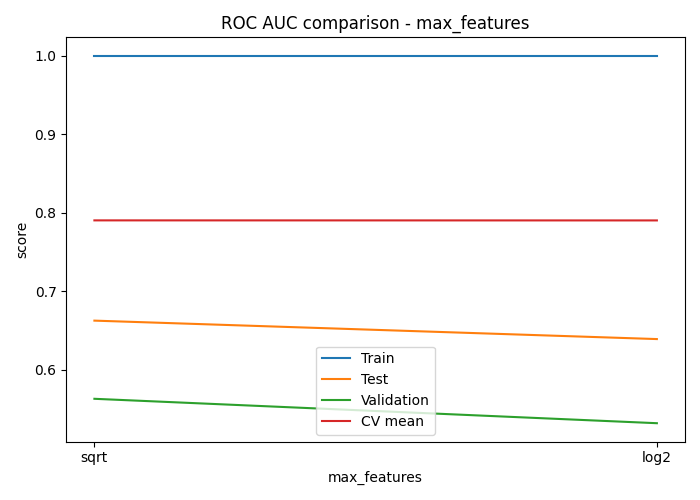 ROC AUC comparison - max_features
score
1.0
0.9
0.8
0.7
0.6
Train
Test
Validation
CV mean
sqrt
log2
max_features